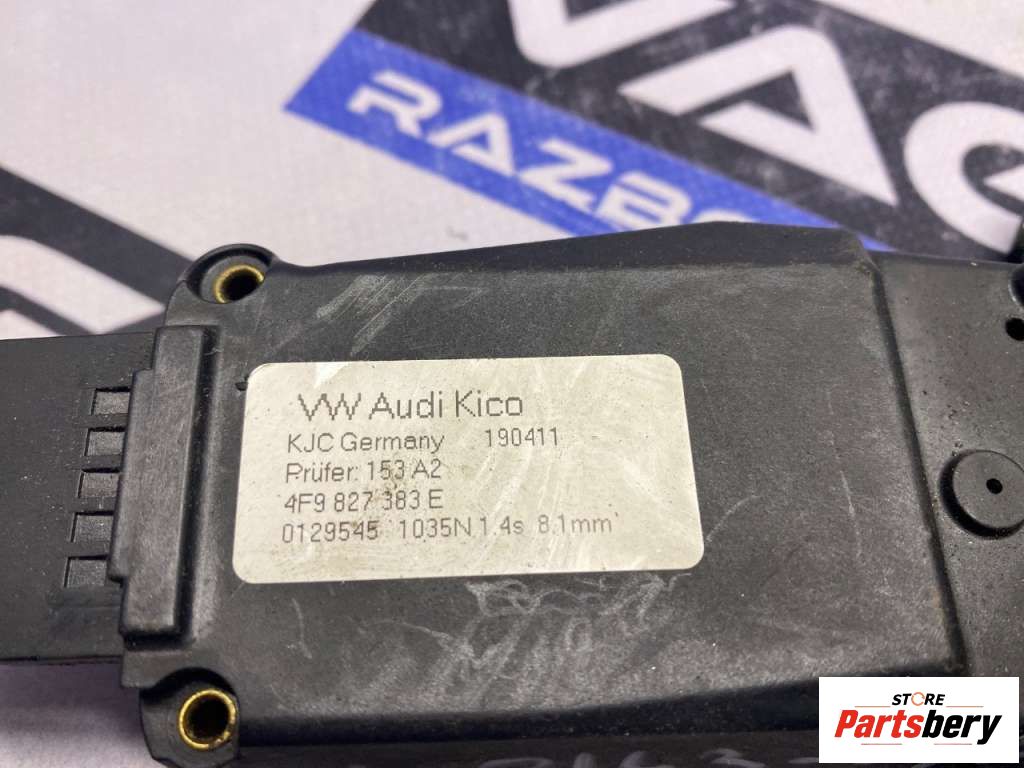 RAZB
VAG
VW Audi Kico
KJC Germany 190411
Prüfer: 153 A2
4F9 827 383 E
0129545 1035N 1.4s 8.1mm
STORE
Partsbery